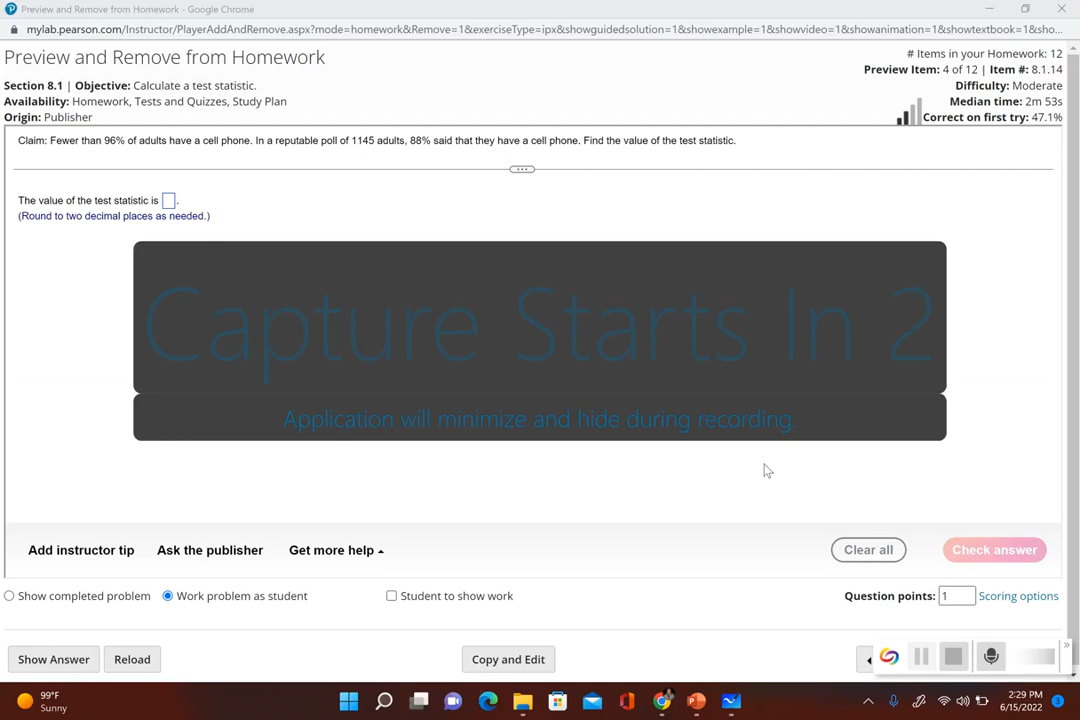 Preview and Remove from Homework - Google Chrome
mylab.pearson.com/Instructor/PlayerAddAndRemove.aspx?mode=homework&Remove=1&exerciseType=ipx&showguidedsolution=1&showexample=1&showvideo=1&showanimation=1&showtextbook=1&sho...
Preview and Remove from Homework
# Items in your Homework: 12
Preview Item: 4 of 12 | Item #: 8.1.14
Section 8.1 | Objective: Calculate a test statistic.
Difficulty: Moderate
Availability: Homework, Tests and Quizzes, Study Plan
Median time: 2m 53s
Origin: Publisher
Correct on first try: 47.1%
Claim: Fewer than 96% of adults have a cell phone. In a reputable poll of 1145 adults, 88% said that they have a cell phone. Find the value of the test statistic.
The value of the test statistic is .
(Round to two decimal places as needed.)
Capture Starts In 2
Application will minimize and hide during recording.
Add instructor tip Ask the publisher Get more help Clear all Check answer
Show completed problem Work problem as student Student to show work Question points: 1 Scoring options
Show Answer Reload Copy and Edit
99°F
Sunny
2:29 PM
6/15/2022
3